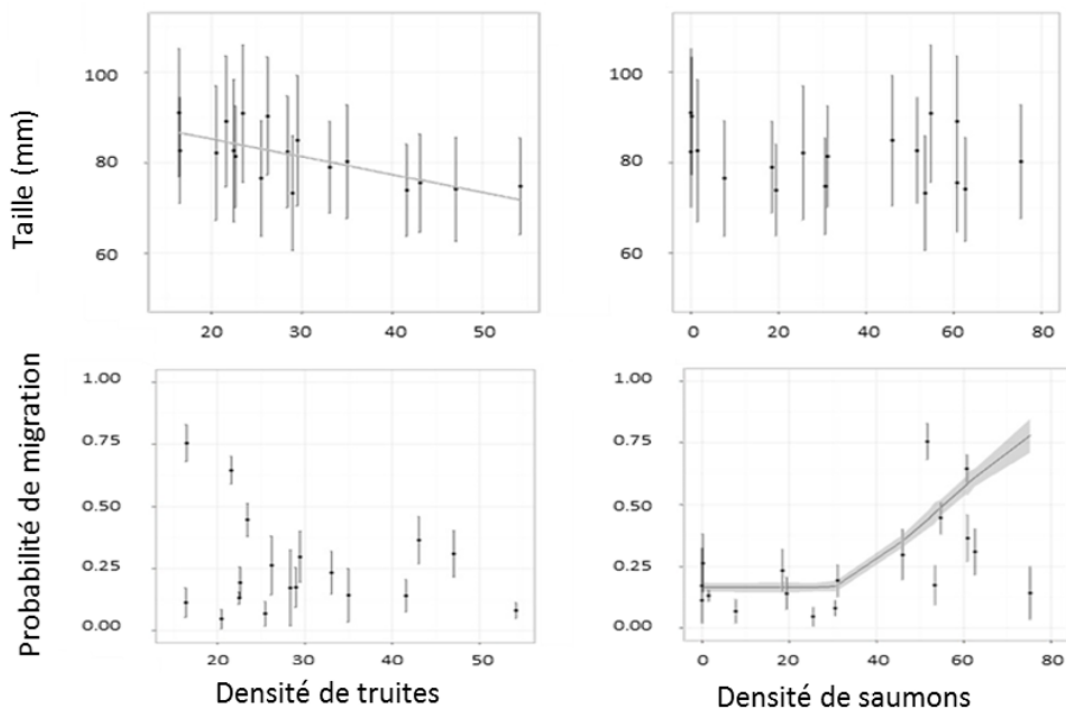 Taille (mm)
100
80
60
20 30 40 50
100
80
60
0 20 40 60 80
Probabilité de migration
1.00
0.75
0.50
0.25
0.00
20 30 40 50
Densité de truites
1.00
0.75
0.50
0.25
0.00
0 20 40 60 80
Densité de saumons